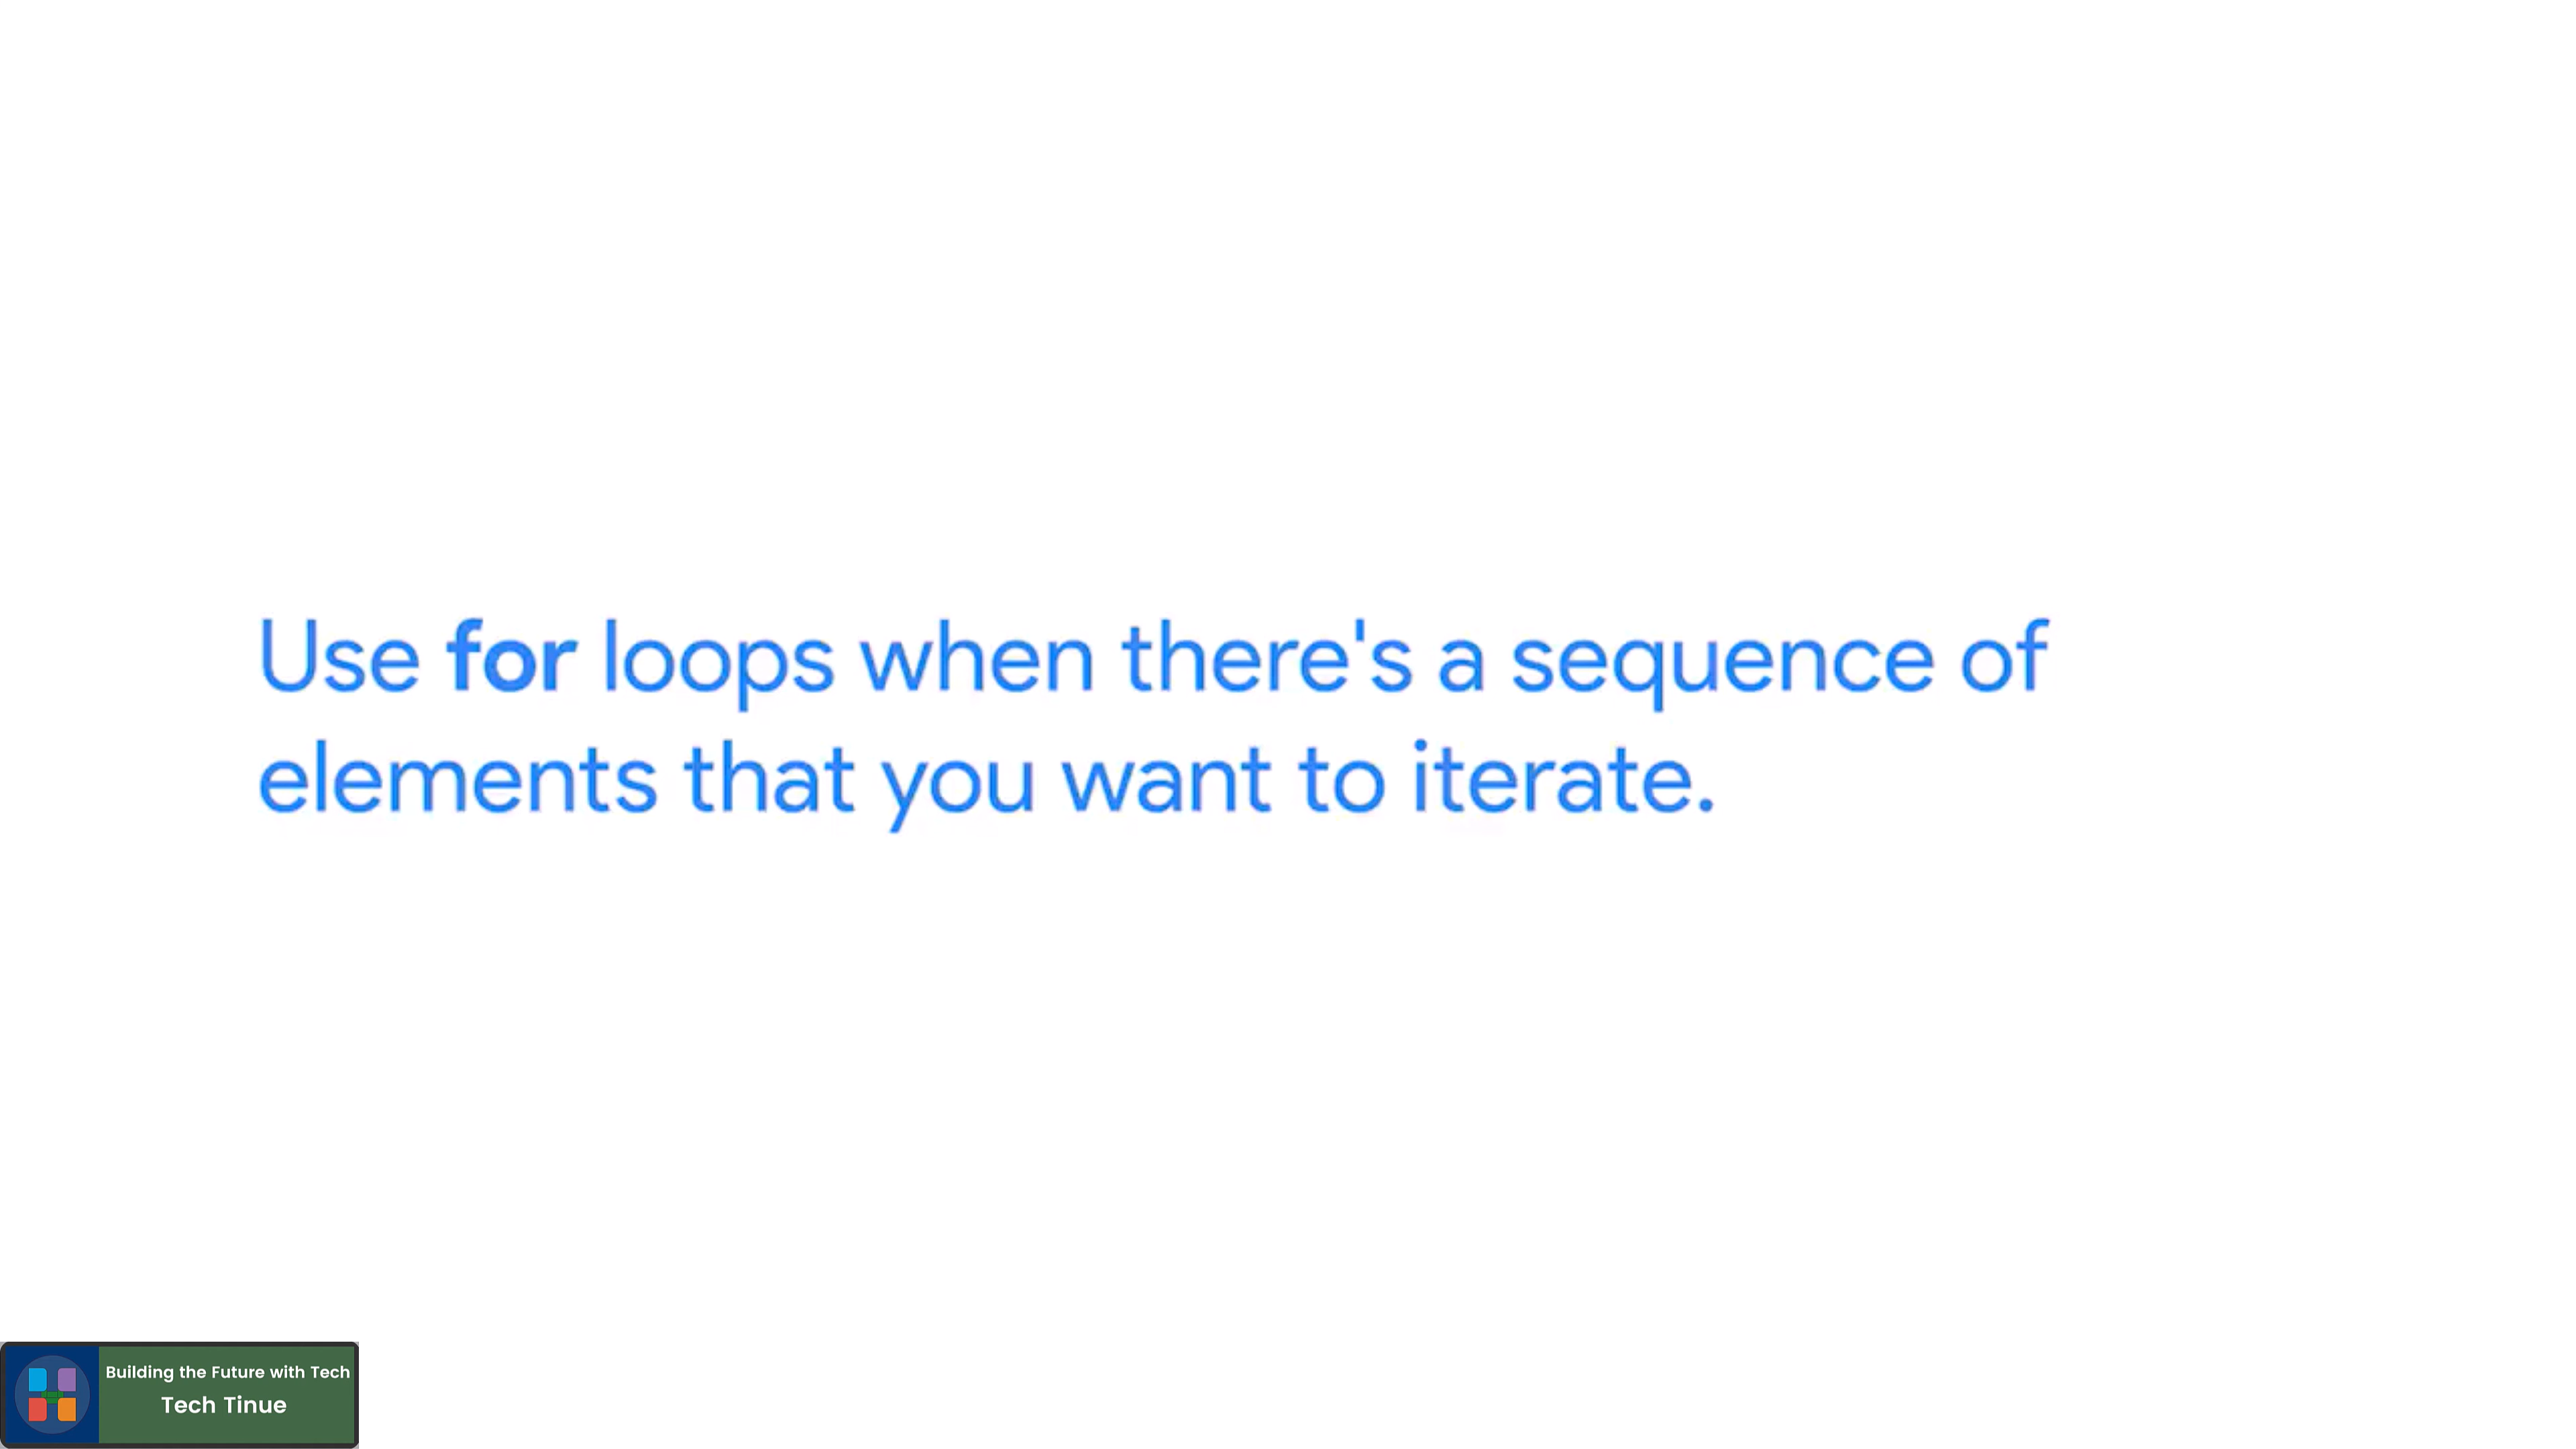 Use for loops when there's a sequence of
elements that you want to iterate.
Building the Future with Tech
Tech Tinue